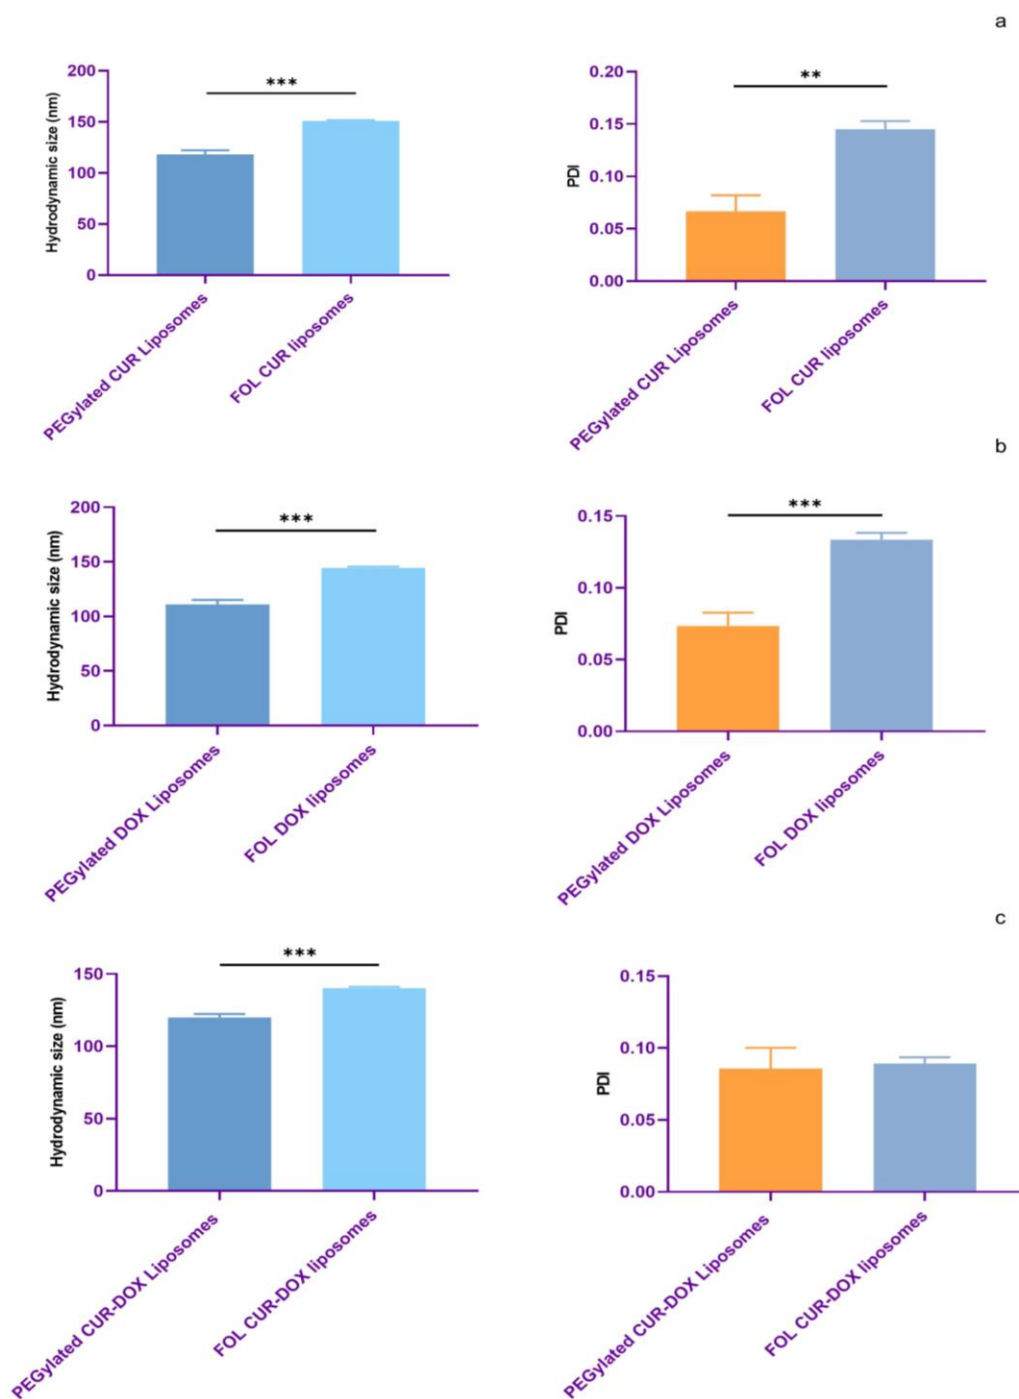 a
Hydrodynamic size (nm)
200
150
100
50
0
***
PEGylated CUR Liposomes
FOL CUR liposomes
PDI
0.20
0.15
0.10
0.05
0.00
**
PEGylated CUR Liposomes
FOL CUR liposomes
b
Hydrodynamic size (nm)
200
150
100
50
0
***
PEGylated DOX Liposomes
FOL DOX liposomes
PDI
0.15
0.10
0.05
0.00
***
PEGylated DOX Liposomes
FOL DOX liposomes
c
Hydrodynamic size (nm)
150
100
50
0
***
PEGylated CUR-DOX Liposomes
FOL CUR-DOX liposomes
PDI
0.15
0.10
0.05
0.00
PEGylated CUR-DOX Liposomes
FOL CUR-DOX liposomes